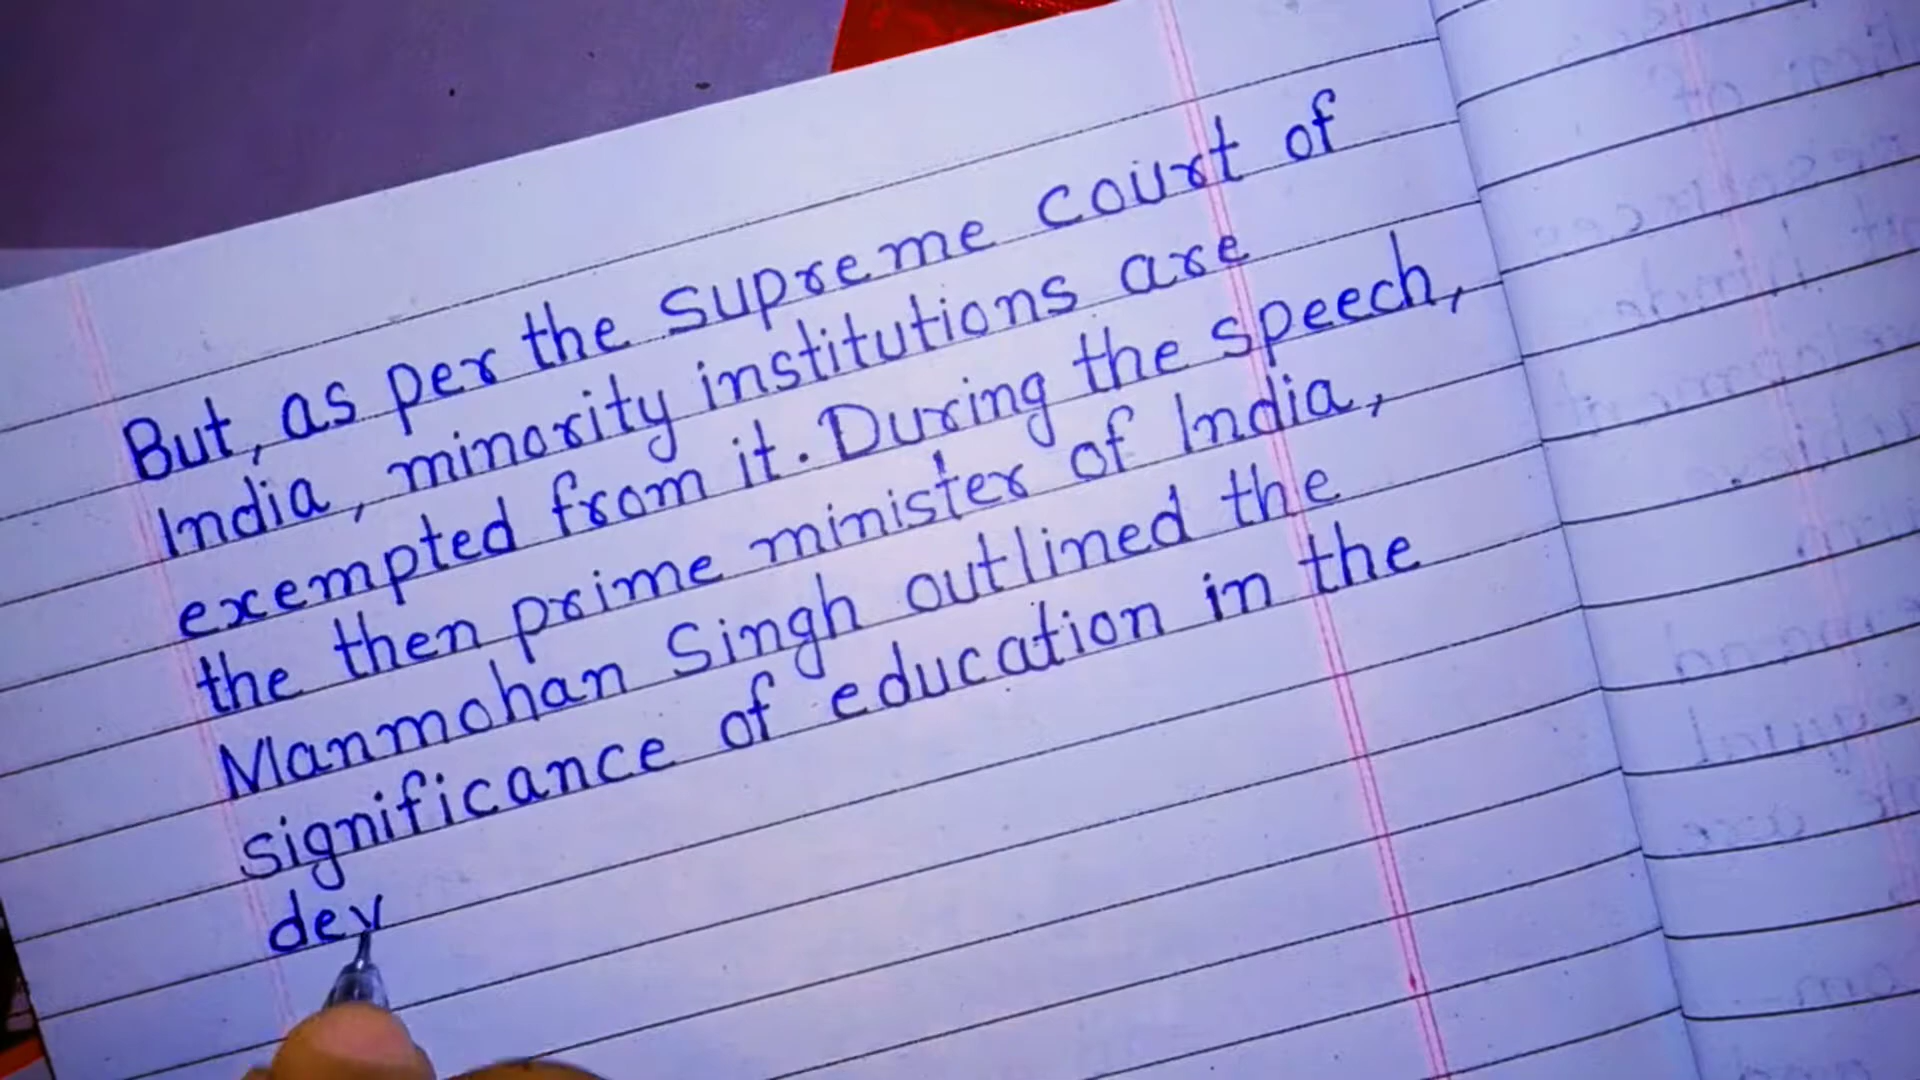 But, as per the supreme court of
India, minority institutions are
exempted from it. During the speech,
the then prime minister of India,
Manmohan Singh outlined the
significance of education in the
dev